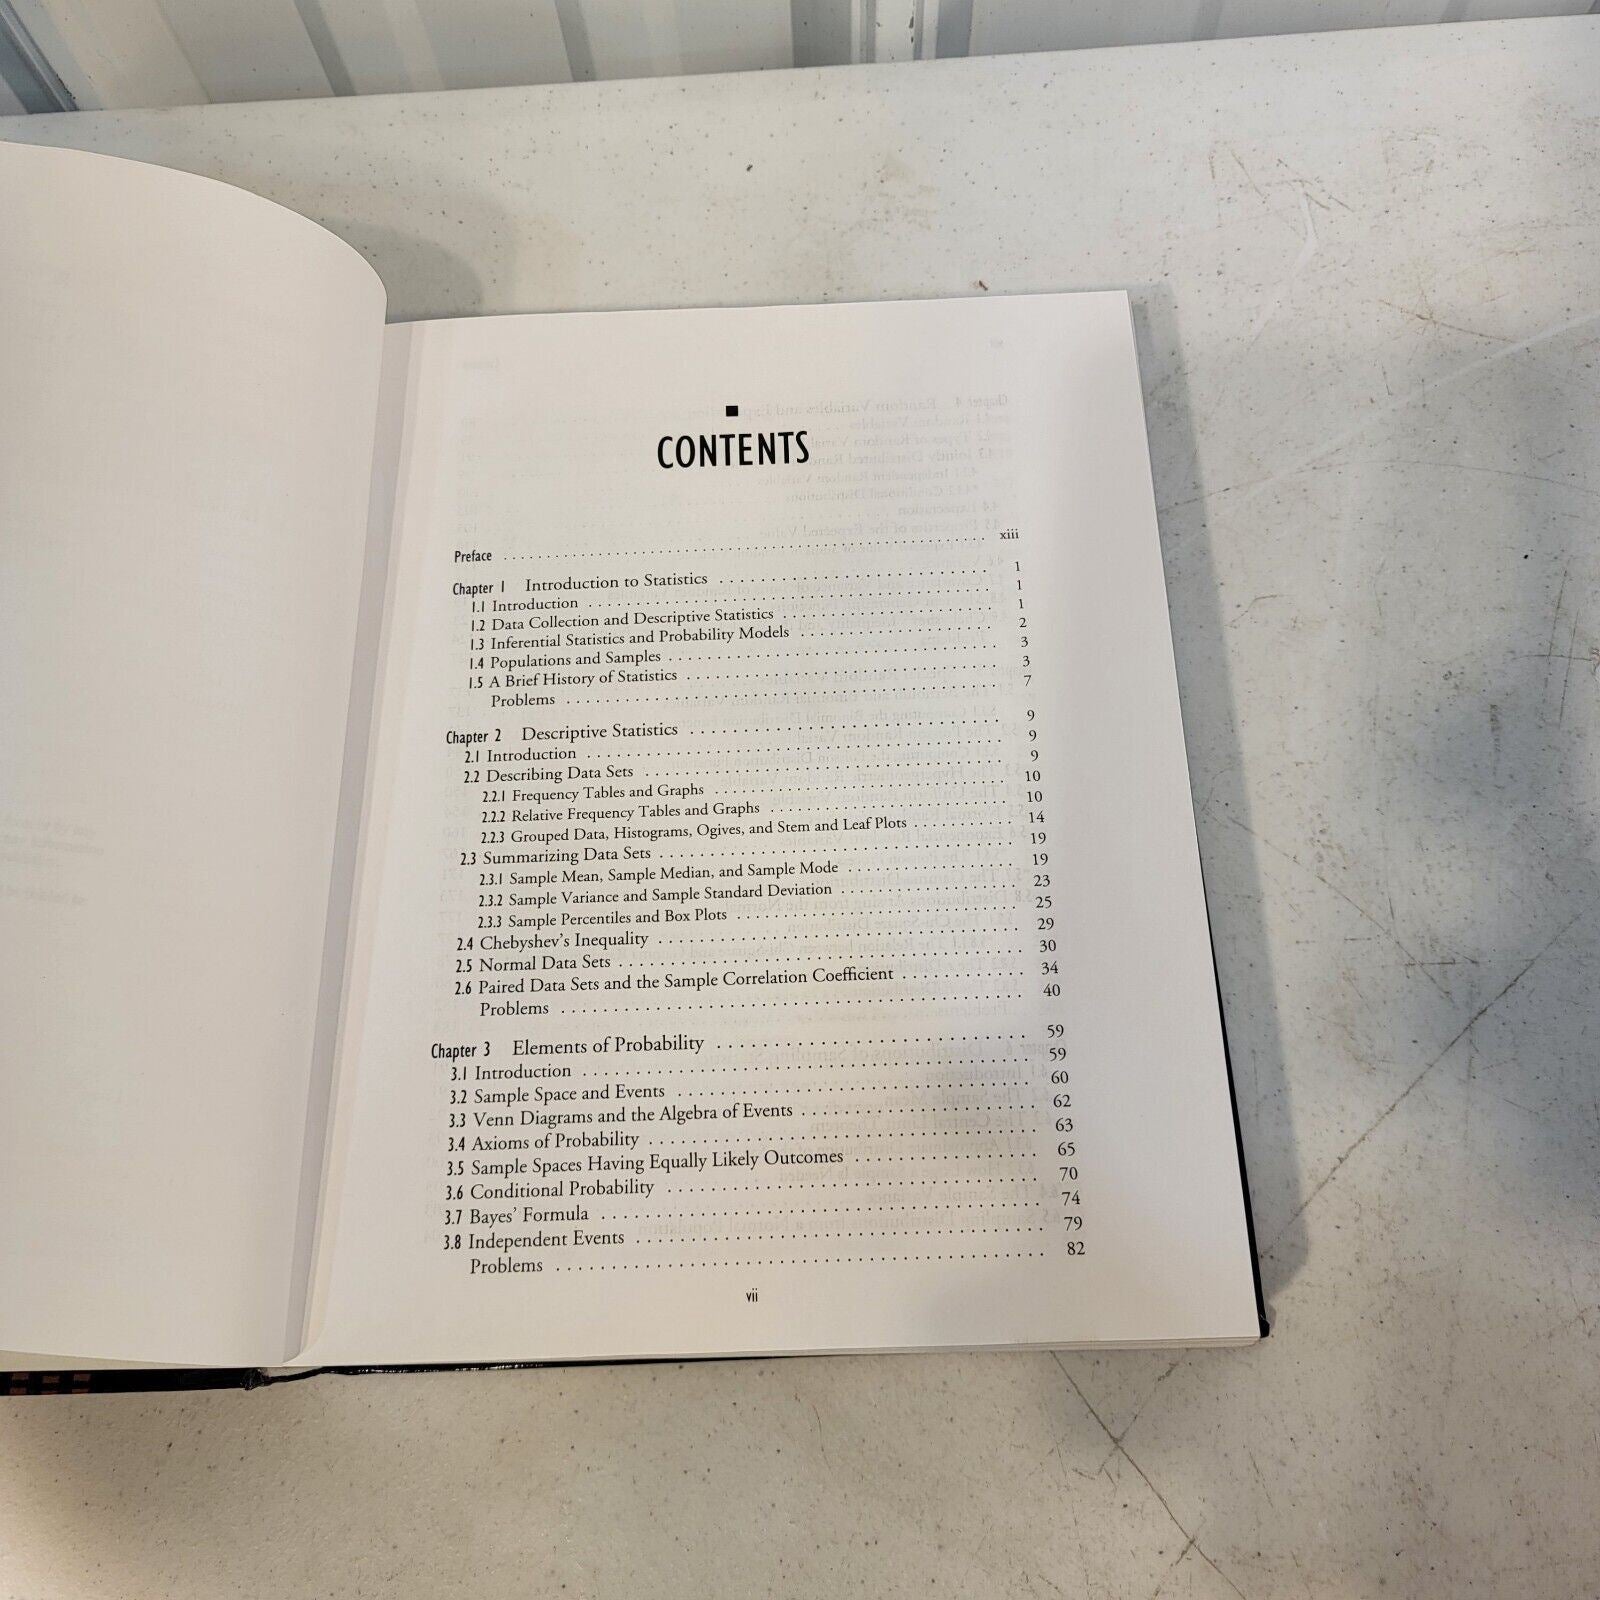 CONTENTS
Preface . . . . . . . . . . . . . . . . . . . . xiii
Chapter 1 Introduction to Statistics . . . . . . . . . . 1
1.1 Introduction . . . . . . . . . . 1
1.2 Data Collection and Descriptive Statistics . . . . . . . . . . 1
1.3 Inferential Statistics and Probability Models . . . . . . . . . . 2
1.4 Populations and Samples . . . . . . . . . . 3
1.5 A Brief History of Statistics . . . . . . . . . . 3
Problems . . . . . . . . . . 7
Chapter 2 Descriptive Statistics . . . . . . . . . . 9
2.1 Introduction . . . . . . . . . . 9
2.2 Describing Data Sets . . . . . . . . . . 9
2.2.1 Frequency Tables and Graphs . . . . . . . . . . 10
2.2.2 Relative Frequency Tables and Graphs . . . . . . . . . . 10
2.2.3 Grouped Data, Histograms, Ogives, and Stem and Leaf Plots . . . . . . . . . . 14
2.3 Summarizing Data Sets . . . . . . . . . . 19
2.3.1 Sample Mean, Sample Median, and Sample Mode . . . . . . . . . . 19
2.3.2 Sample Variance and Sample Standard Deviation . . . . . . . . . . 23
2.3.3 Sample Percentiles and Box Plots . . . . . . . . . . 25
2.4 Chebyshev's Inequality . . . . . . . . . . 29
2.5 Normal Data Sets . . . . . . . . . . 30
2.6 Paired Data Sets and the Sample Correlation Coefficient . . . . . . . . . . 34
Problems . . . . . . . . . . 40
Chapter 3 Elements of Probability . . . . . . . . . . 59
3.1 Introduction . . . . . . . . . . 59
3.2 Sample Space and Events . . . . . . . . . . 60
3.3 Venn Diagrams and the Algebra of Events . . . . . . . . . . 62
3.4 Axioms of Probability . . . . . . . . . . 63
3.5 Sample Spaces Having Equally Likely Outcomes . . . . . . . . . . 65
3.6 Conditional Probability . . . . . . . . . . 70
3.7 Bayes' Formula . . . . . . . . . . 74
3.8 Independent Events . . . . . . . . . . 79
Problems . . . . . . . . . . 82
vii